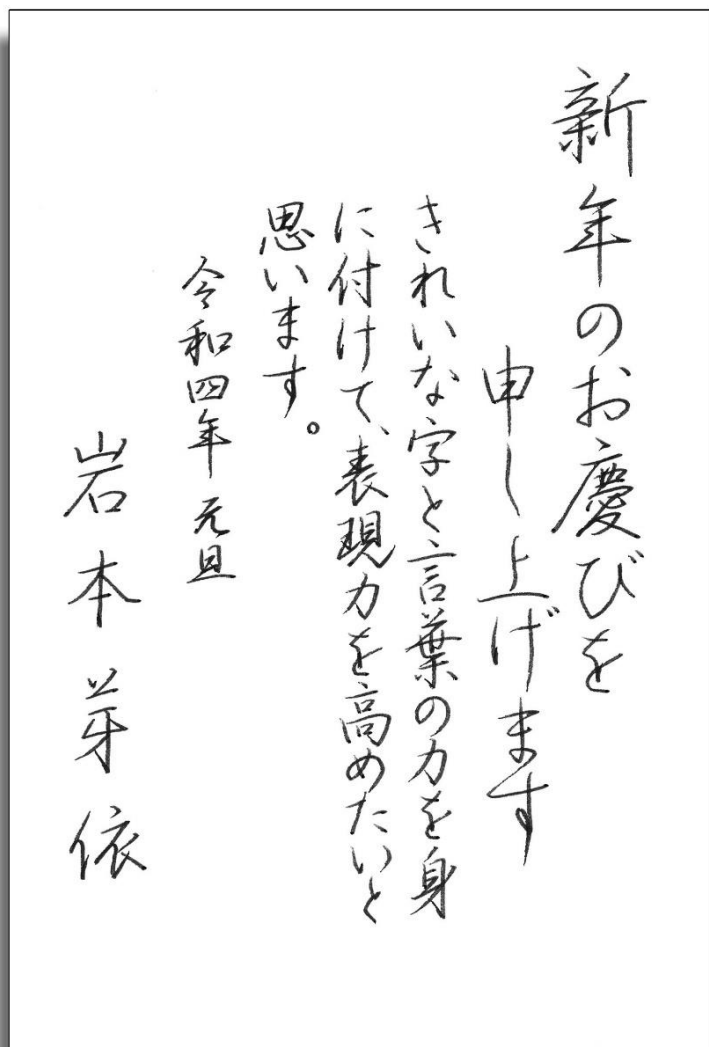 新年のお慶びを
申し上げます
きれいな字と言葉の力を身
に付けて、表現力を高めたいと
思います。
令和四年 元旦
岩本芽依